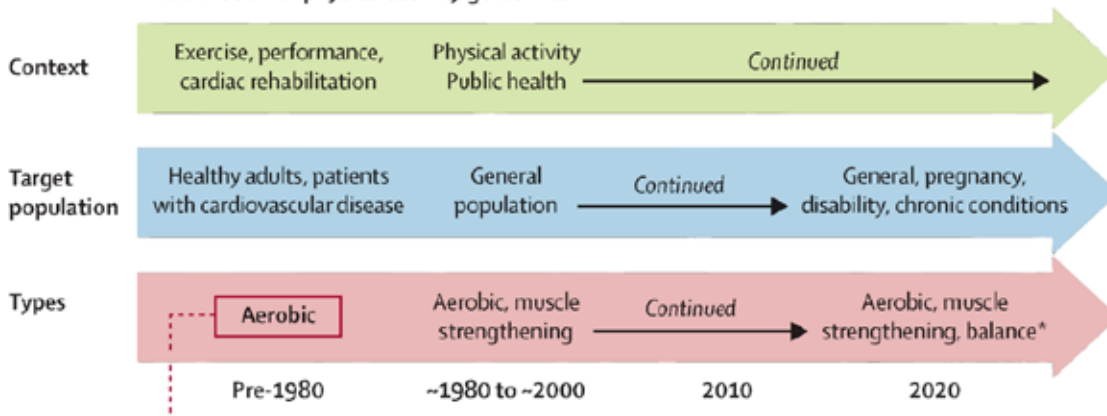 Context
Exercise, performance,
cardiac rehabilitation
Physical activity
Public health
Continued
Target
population
Healthy adults, patients
with cardiovascular disease
General
population
Continued
General, pregnancy,
disability, chronic conditions
Types
Aerobic
Aerobic, muscle
strengthening
Continued
Aerobic, muscle
strengthening, balance*
Pre-1980
~1980 to ~2000
2010
2020